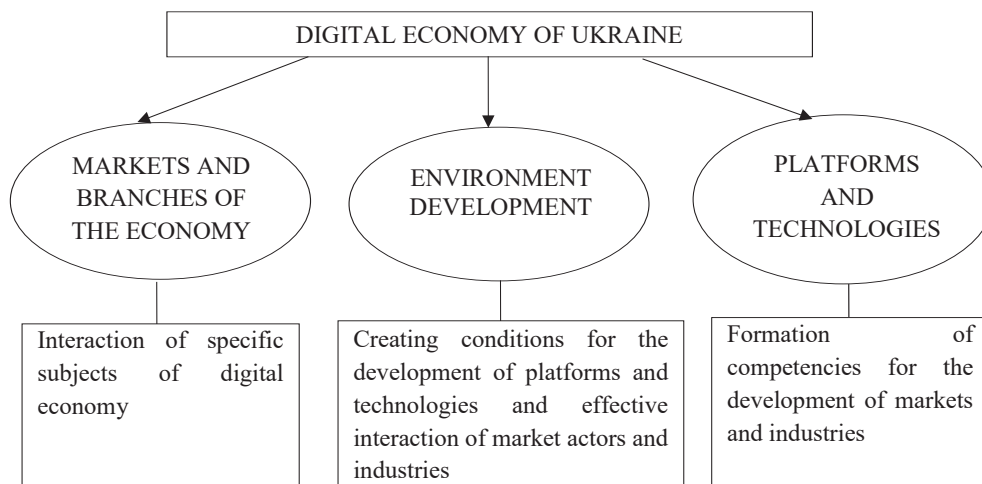 DIGITAL ECONOMY OF UKRAINE
MARKETS AND
BRANCHES OF
THE ECONOMY
ENVIRONMENT
DEVELOPMENT
PLATFORMS
AND
TECHNOLOGIES
Interaction of specific
subjects of digital
economy
Creating conditions for the
development of platforms and
technologies and effective
interaction of market actors and
industries
Formation of
competencies for the
development of markets
and industries